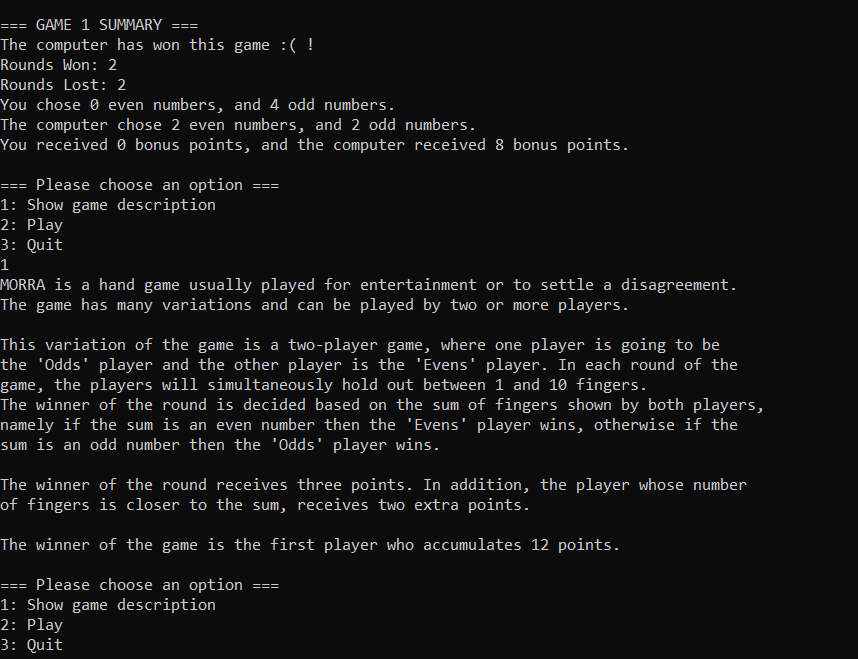 === GAME 1 SUMMARY ===
The computer has won this game :( !
Rounds Won: 2
Rounds Lost: 2
You chose 0 even numbers, and 4 odd numbers.
The computer chose 2 even numbers, and 2 odd numbers.
You received 0 bonus points, and the computer received 8 bonus points.
=== Please choose an option ===
1: Show game description
2: Play
3: Quit
1
MORRA is a hand game usually played for entertainment or to settle a disagreement.
The game has many variations and can be played by two or more players.
This variation of the game is a two-player game, where one player is going to be
the 'Odds' player and the other player is the 'Evens' player. In each round of the
game, the players will simultaneously hold out between 1 and 10 fingers.
The winner of the round is decided based on the sum of fingers shown by both players,
namely if the sum is an even number then the 'Evens' player wins, otherwise if the
sum is an odd number then the 'Odds' player wins.
The winner of the round receives three points. In addition, the player whose number
of fingers is closer to the sum, receives two extra points.
The winner of the game is the first player who accumulates 12 points.
=== Please choose an option ===
1: Show game description
2: Play
3: Quit